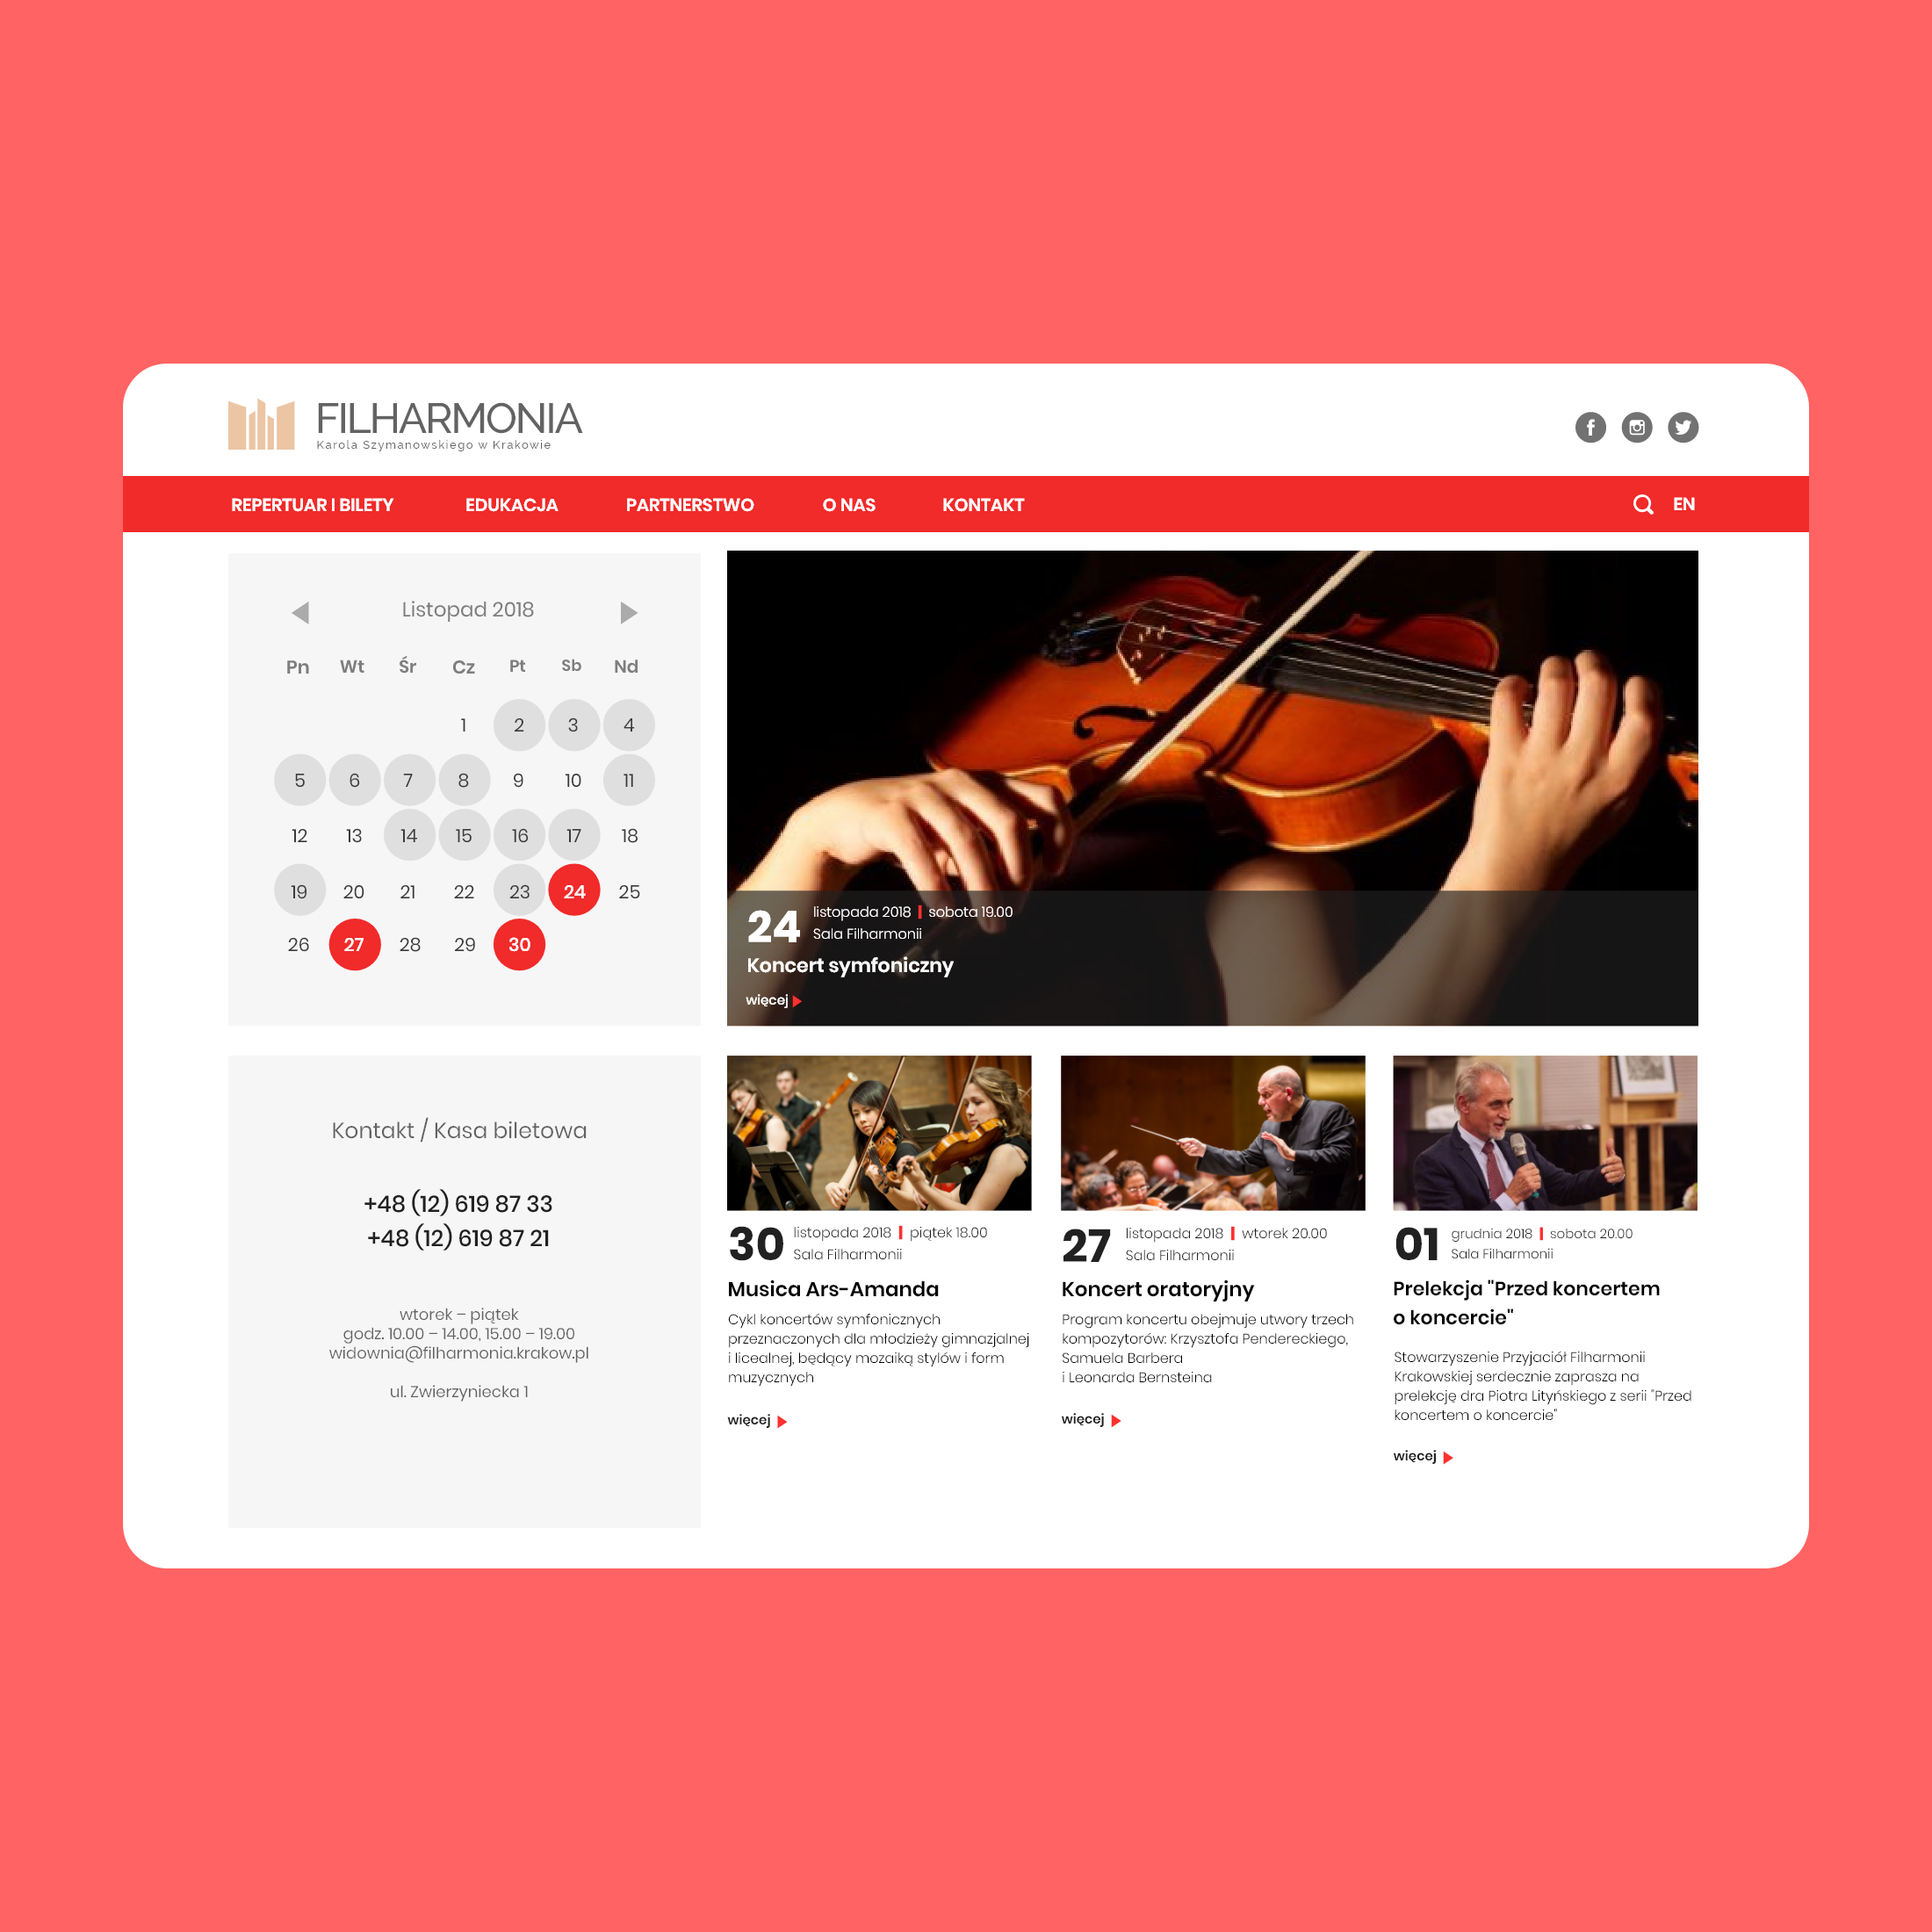 FILHARMONIA
Karola Szymanowskiego w Krakowie
REPERTUAR I BILETY EDUKACJA PARTNERSTWO O NAS KONTAKT EN
Listopad 2018
Pn Wt Śr Cz Pt Sb Nd
1 2 3 4
5 6 7 8 9 10 11
12 13 14 15 16 17 18
19 20 21 22 23 24 25
26 27 28 29 30
24 listopada 2018 sobota 19.00
Sala Filharmonii
Koncert symfoniczny
więcej
Kontakt / Kasa biletowa
+48 (12) 619 87 33
+48 (12) 619 87 21
wtorek – piątek
godz. 10.00 – 14.00, 15.00 – 19.00
widownia@filharmonia.krakow.pl
ul. Zwierzyniecka 1
30 listopada 2018 piątek 18.00
Sala Filharmonii
Musica Ars-Amanda
Cykl koncertów symfonicznych
przeznaczonych dla młodzieży gimnazjalnej
i licealnej, będący mozaiką stylów i form
muzycznych
więcej
27 listopada 2018 wtorek 20.00
Sala Filharmonii
Koncert oratoryjny
Program koncertu obejmuje utwory trzech
kompozytorów: Krzysztofa Pendereckiego,
Samuela Barbera
i Leonarda Bernsteina
więcej
01 grudnia 2018 sobota 20.00
Sala Filharmonii
Prelekcja "Przed koncertem
o koncercie"
Stowarzyszenie Przyjaciół Filharmonii
Krakowskiej serdecznie zaprasza na
prelekcję dra Piotra Lityńskiego z serii "Przed
koncertem o koncercie"
więcej